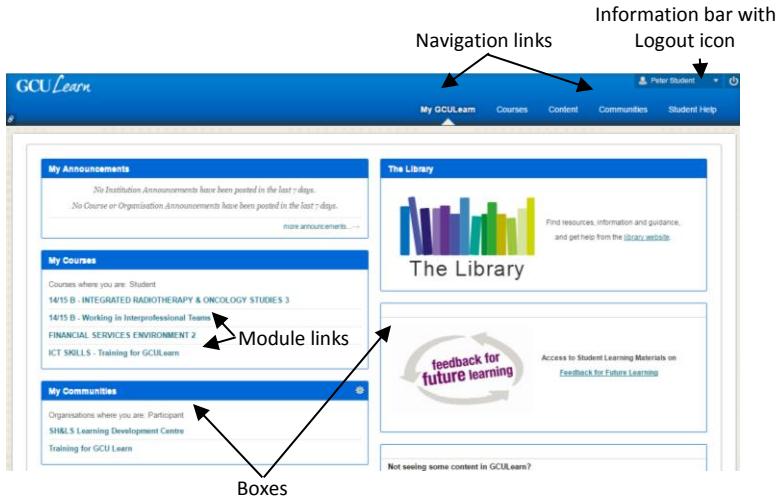 Information bar with
Logout icon
Navigation links
GCULearn
Peter Student
My GCULearn Courses Content Communities Student Help
My Announcements
No Institution Announcements have been posted in the last 7 days.
No Course or Organisation Announcements have been posted in the last 7 days.
more announcements...→
My Courses
Courses where you are: Student
14/15 B - INTEGRATED RADIOTHERAPY & ONCOLOGY STUDIES 3
14/15 B - Working in Interprofessional Teams
FINANCIAL SERVICES ENVIRONMENT 2
ICT SKILLS - Training for GCULearn
Module links
My Communities
Organisations where you are: Participant
SH&LS Learning Development Centre
Training for GCU Learn
Boxes
The Library
The Library
Find resources, information and guidance,
and get help from the library website.
feedback for
future learning
Access to Student Learning Materials on
Feedback for Future Learning
Not seeing some content in GCULearn?